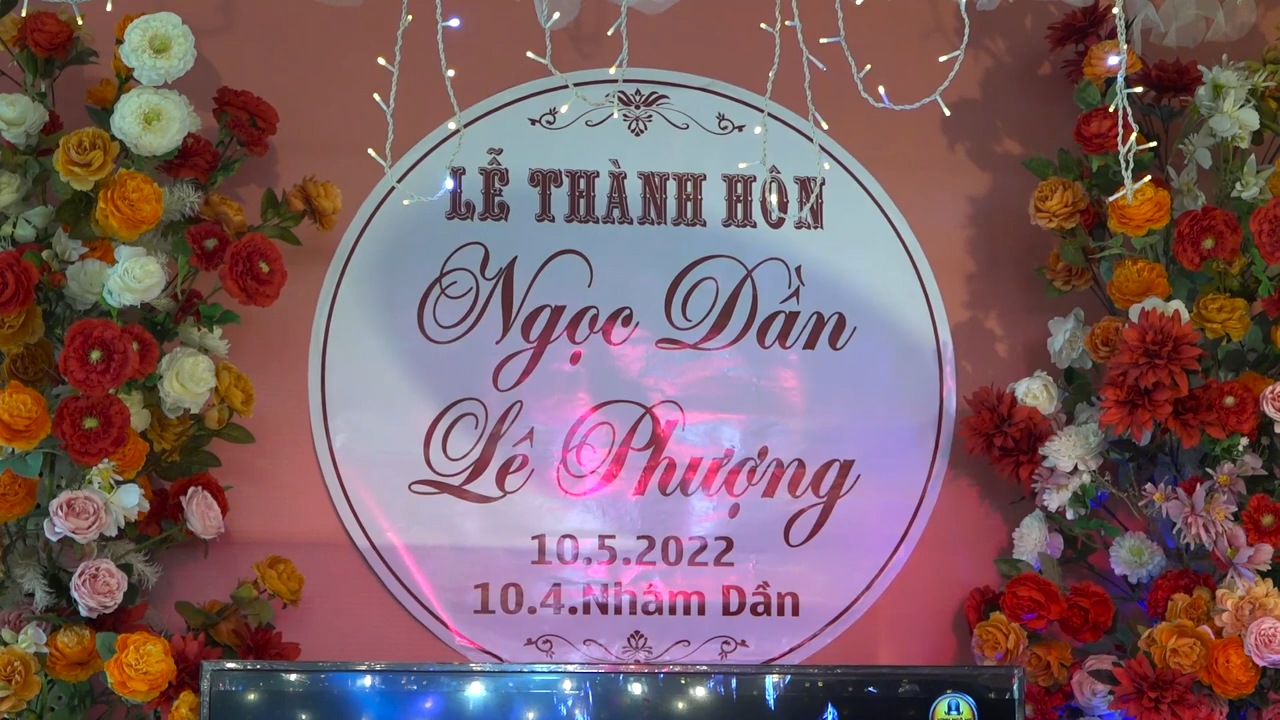 LỄ THÀNH HÔN
Ngọc Dần
Lê Phượng
10.5.2022
10.4.Nhâm Dần